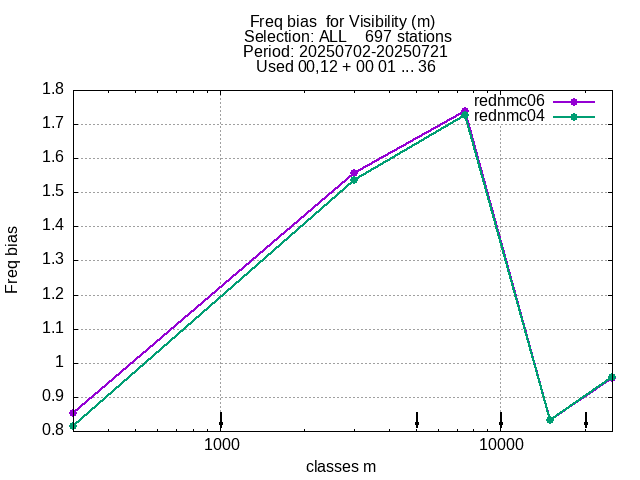 Freq bias  for Visibility (m)
Selection: ALL    697 stations
Period: 20250702-20250721
Used 00,12 + 00 01 ... 36
rednmc06
rednmc04
1.8
1.7
1.6
1.5
1.4
1.3
1.2
1.1
1
0.9
0.8
Freq bias
1000 10000
classes m